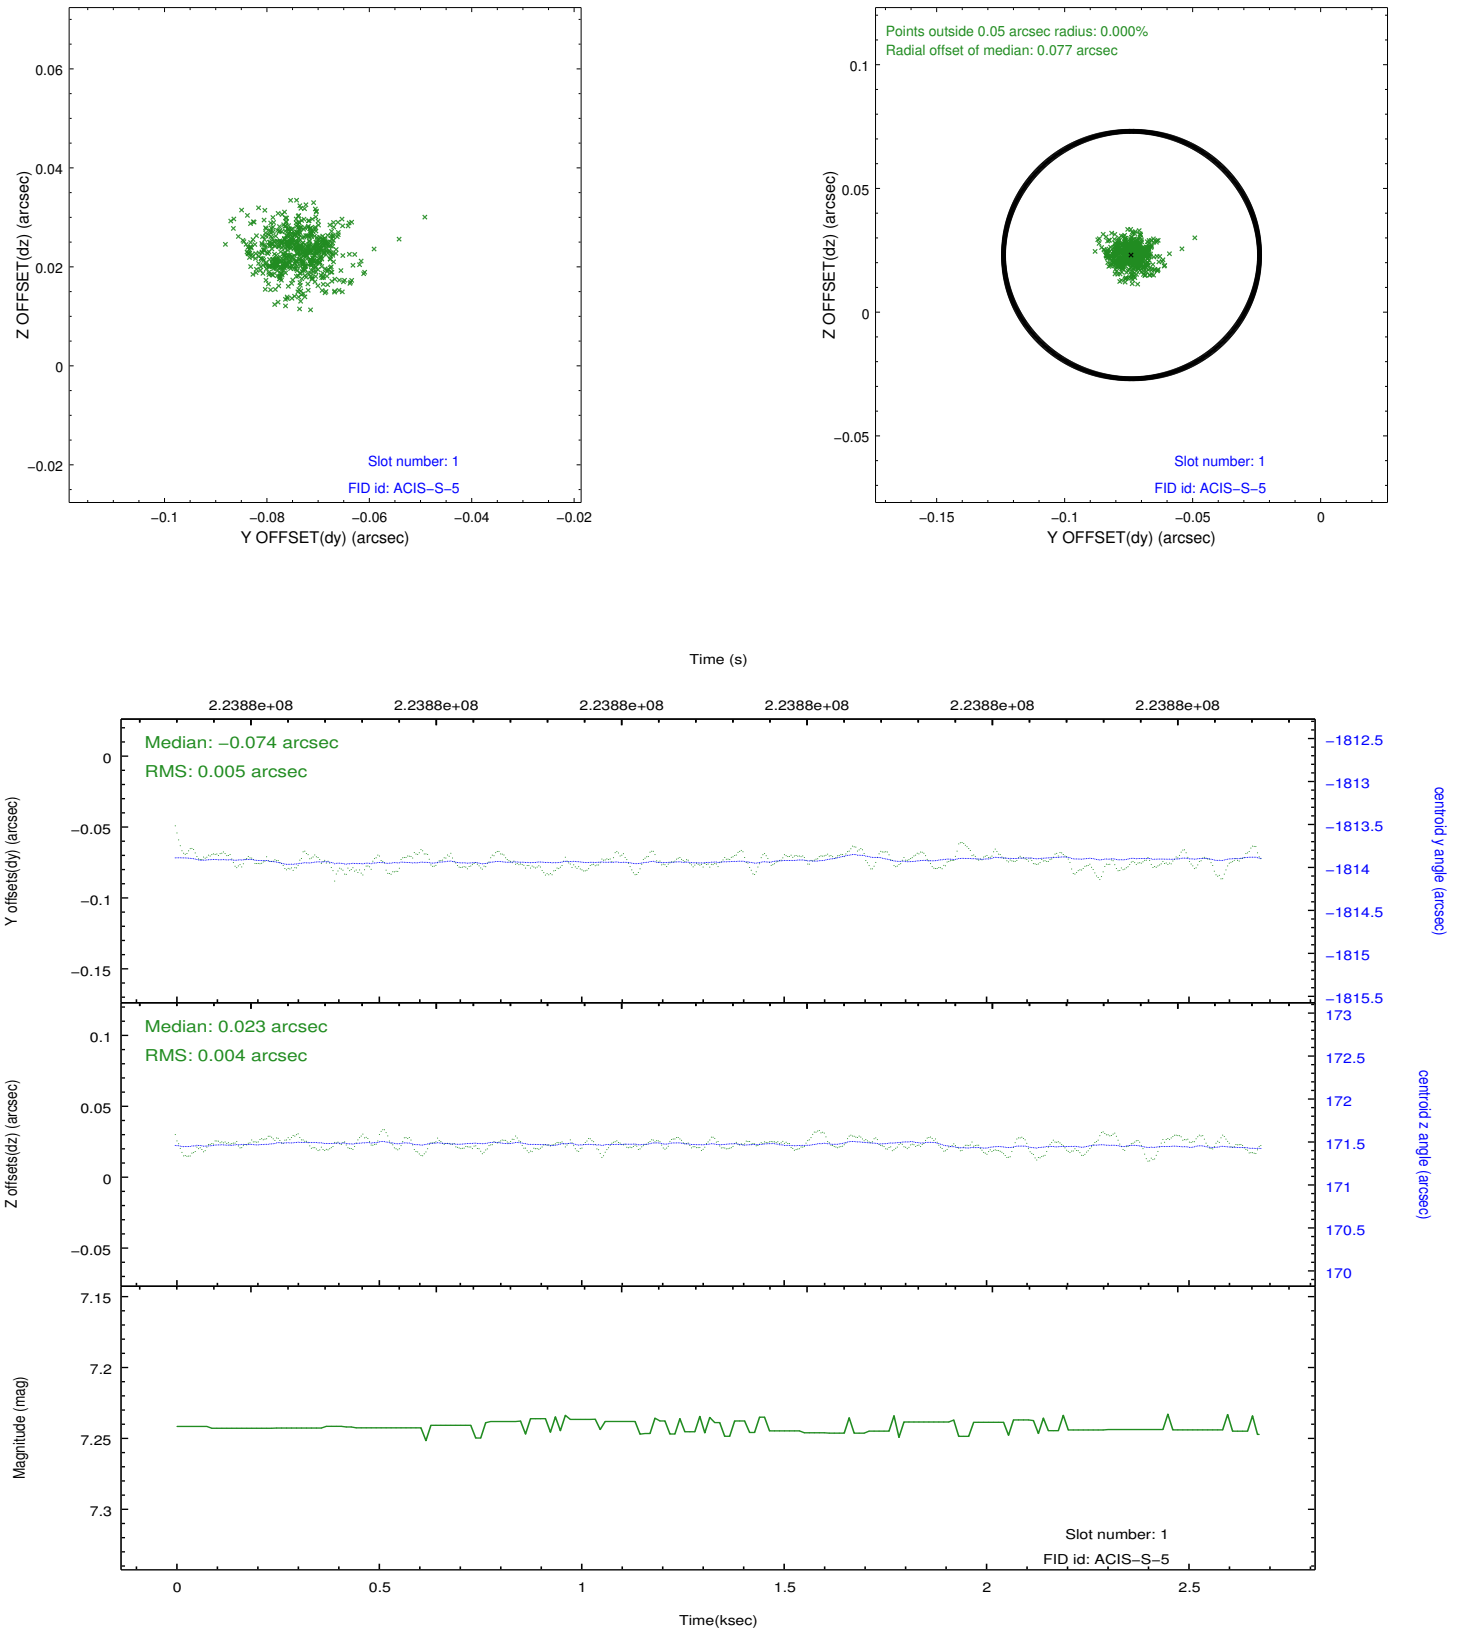 0.06
0.04
0.02
0
−0.02
Z OFFSET(dz) (arcsec)
Slot number: 1
FID id: ACIS−S−5
−0.1
−0.08
−0.06
−0.04
−0.02
Y OFFSET(dy) (arcsec)
Points outside 0.05 arcsec radius: 0.000%
Radial offset of median: 0.077 arcsec
0.1
0.05
0
−0.05
Z OFFSET(dz) (arcsec)
Slot number: 1
FID id: ACIS−S−5
−0.15
−0.1
−0.05
0
Y OFFSET(dy) (arcsec)
Time (s)
2.2388e+08
2.2388e+08
2.2388e+08
2.2388e+08
2.2388e+08
2.2388e+08
Median: −0.074 arcsec
RMS: 0.005 arcsec
0
−0.05
−0.1
−0.15
Y offsets(dy) (arcsec)
−1812.5
−1813
−1813.5
−1814
−1814.5
−1815
−1815.5
centroid y angle (arcsec)
Median: 0.023 arcsec
RMS: 0.004 arcsec
0.1
0.05
0
−0.05
Z offsets(dz) (arcsec)
173
172.5
172
171.5
171
170.5
170
centroid z angle (arcsec)
7.15
7.2
7.25
7.3
Magnitude (mag)
Slot number: 1
FID id: ACIS−S−5
0
0.5
1
1.5
2
2.5
Time(ksec)